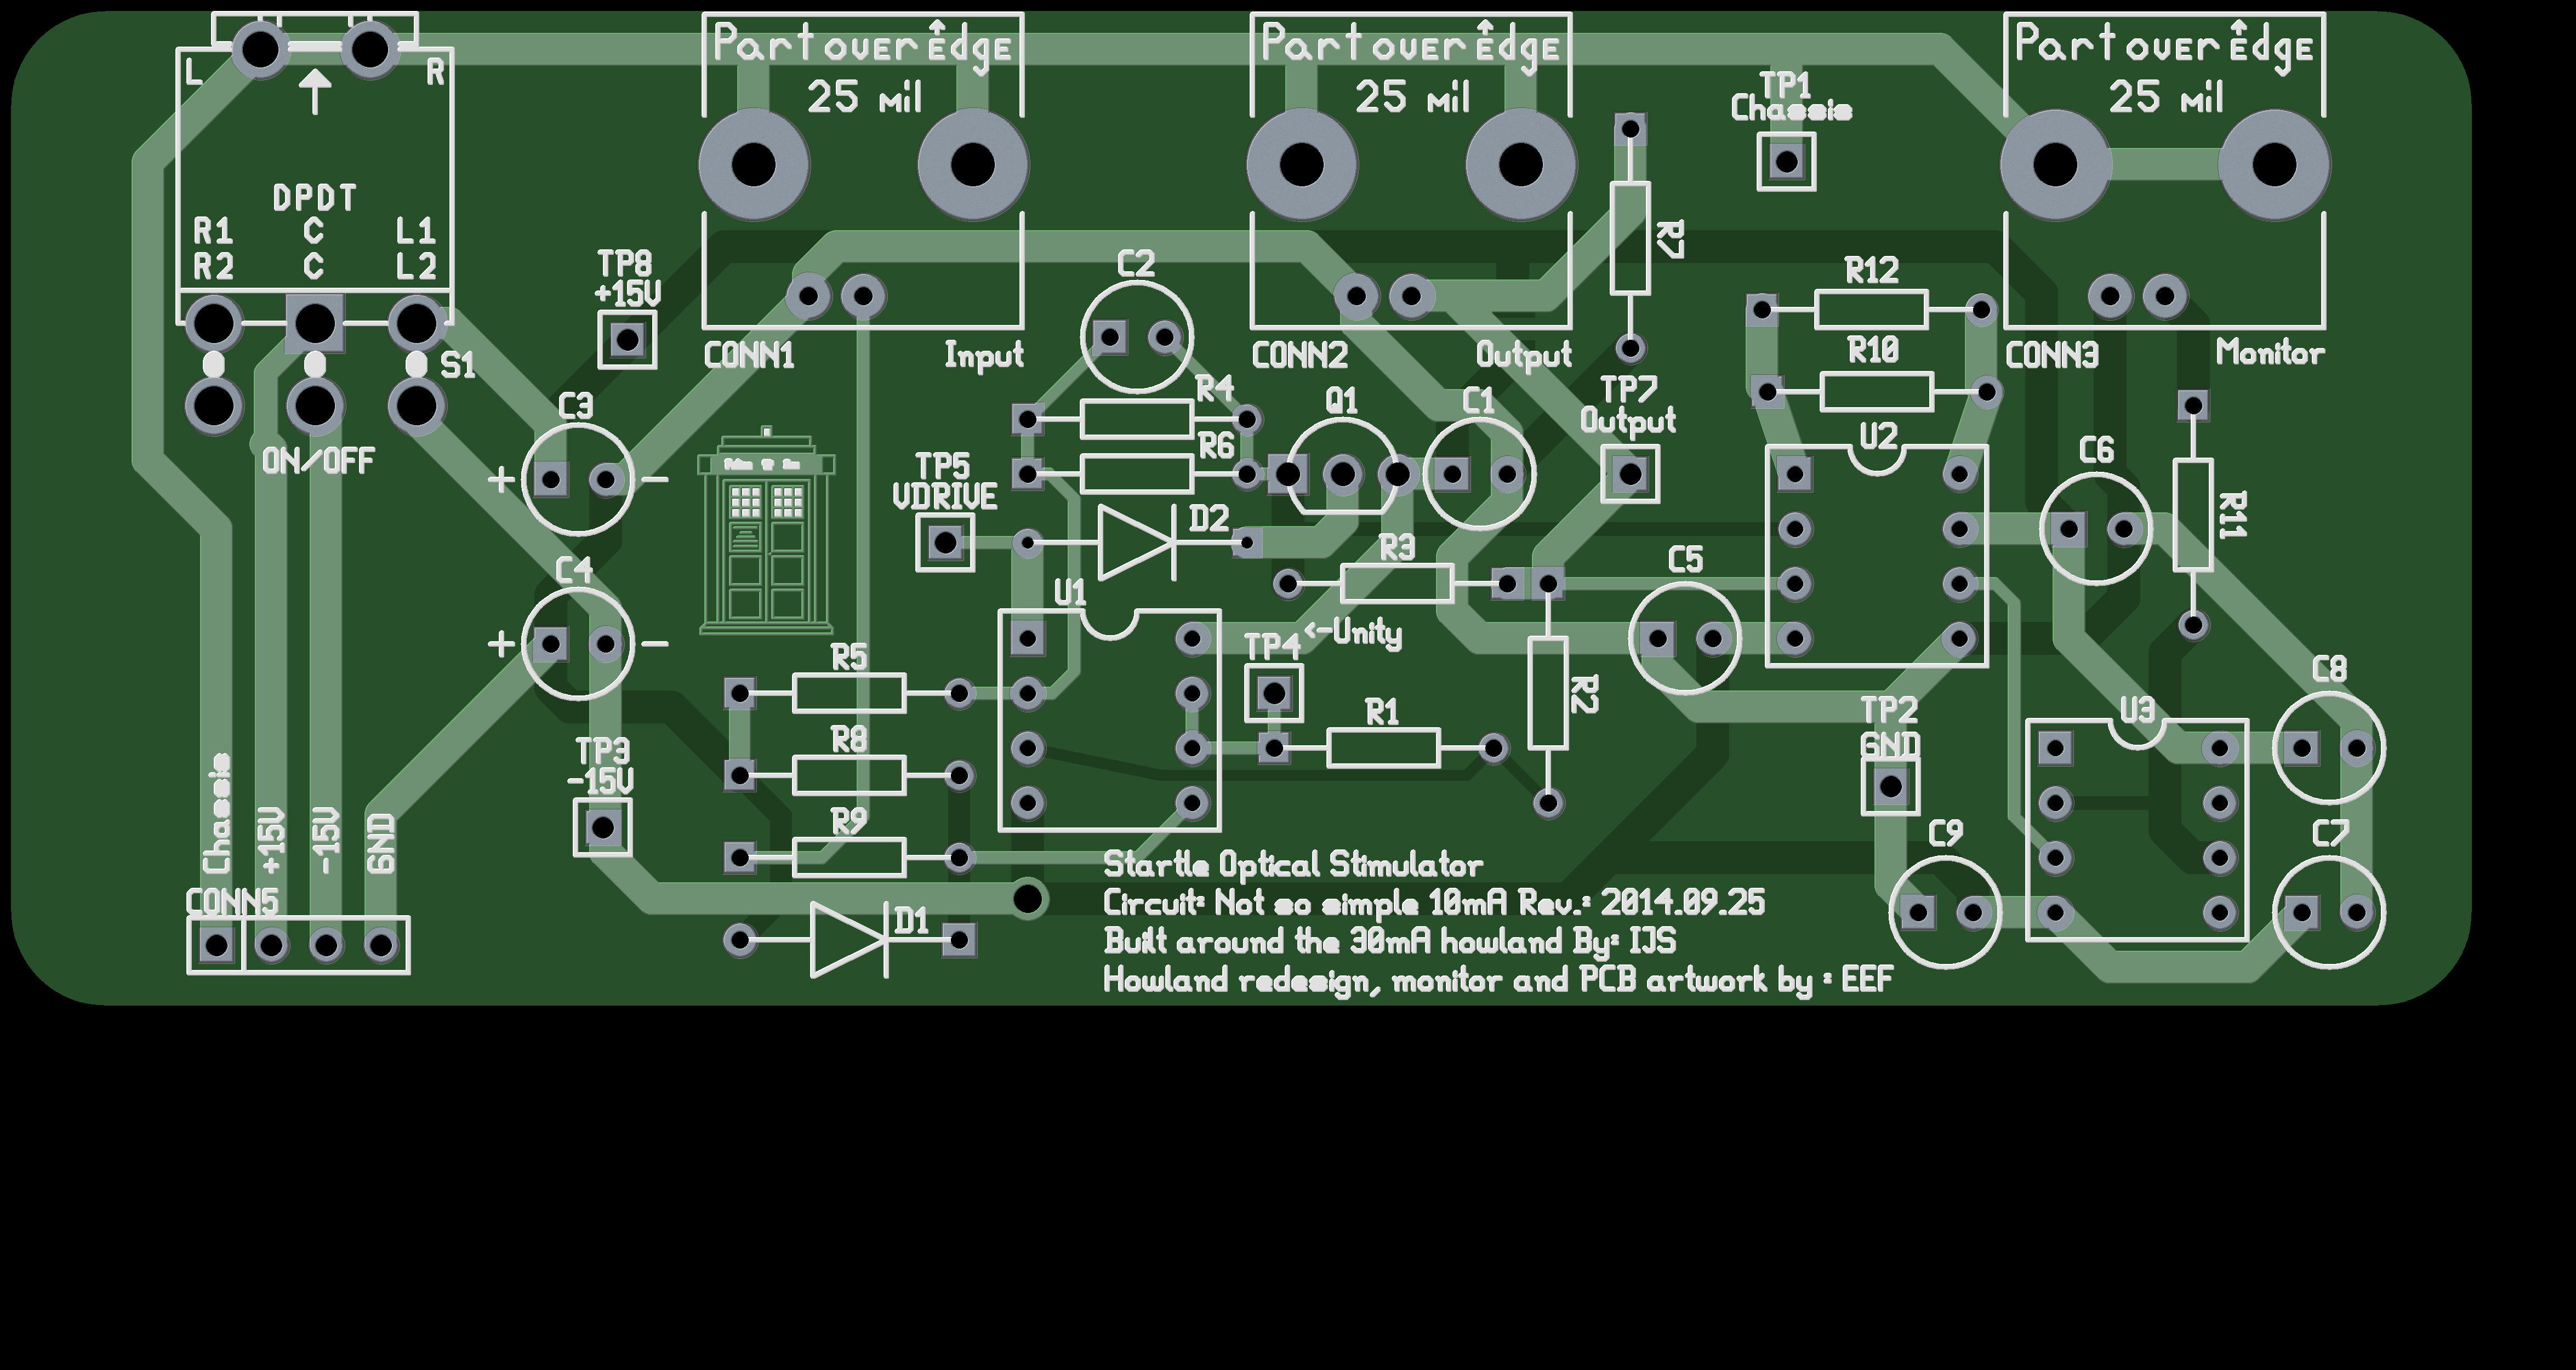 L
R
DPDT
R1 C L1
R2 C L2
S1
ON/OFF
Part over Edge
25 mil
CONN1
Input
Part over Edge
25 mil
CONN2
Output
Part over Edge
25 mil
CONN3
Monitor
TP1
Chassis
R7
TP8
+15V
C2
R12
R10
TP7
Output
C3
+
-
R4
R6
Q1
C1
U2
C6
R11
TP5
VDRIVE
D2
R3
C5
C4
+
-
U1
TP4
<-Unity
R5
R1
R2
TP2
GND
U3
C8
TP3
-15V
R8
R9
C9
C7
Chassis
+15V
-15V
GND
CONN5
D1
Startle Optical Stimulator
Circuit: Not so simple 10mA Rev.: 2014.09.25
Built around the 30mA howland By: IJS
Howland redesign, monitor and PCB artwork by : EEF